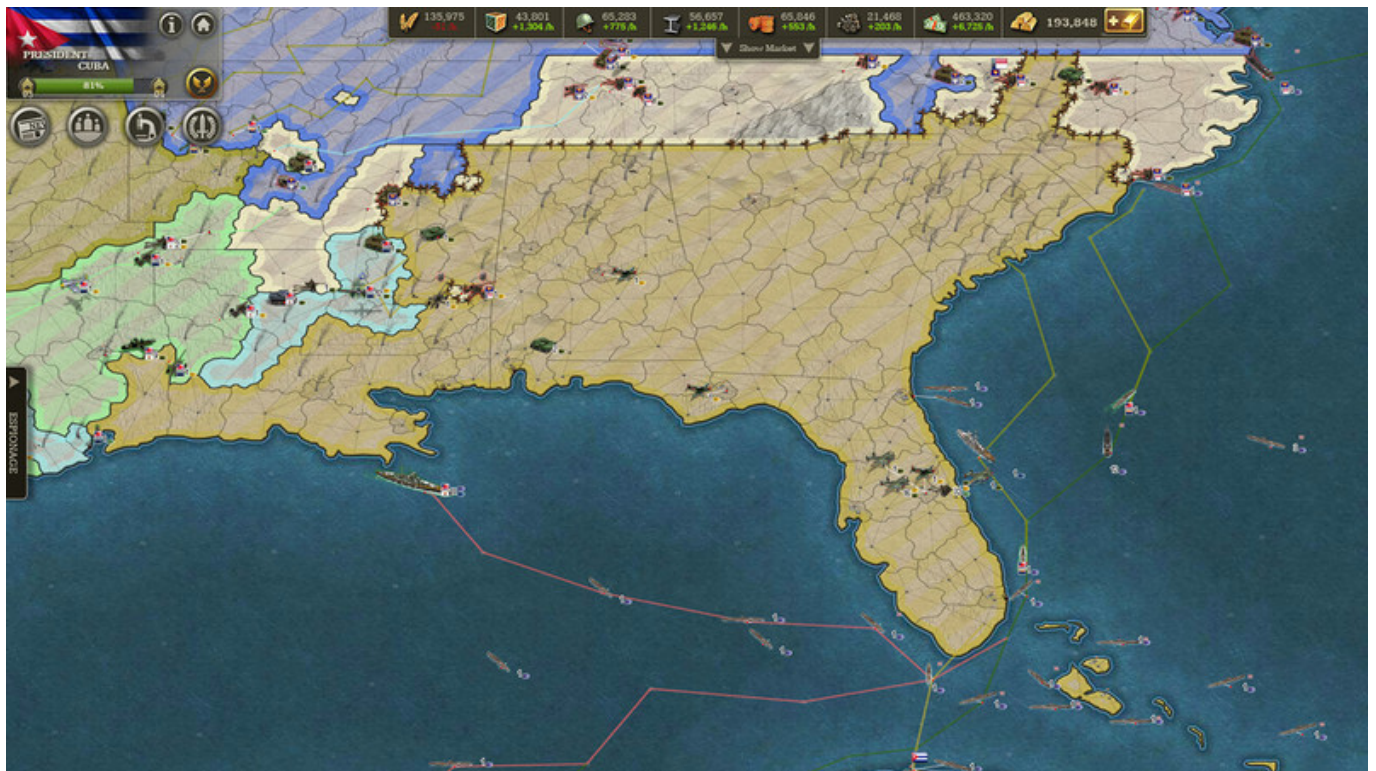 135,975
43,801
+1,304 /h
65,283
+775 /h
56,657
+1,246 /h
65,846
+553 /h
21,468
+203 /h
463,320
+6,725 /h
193,848
Show Market
PRESIDENT
CUBA
81%
ESPIONAGE